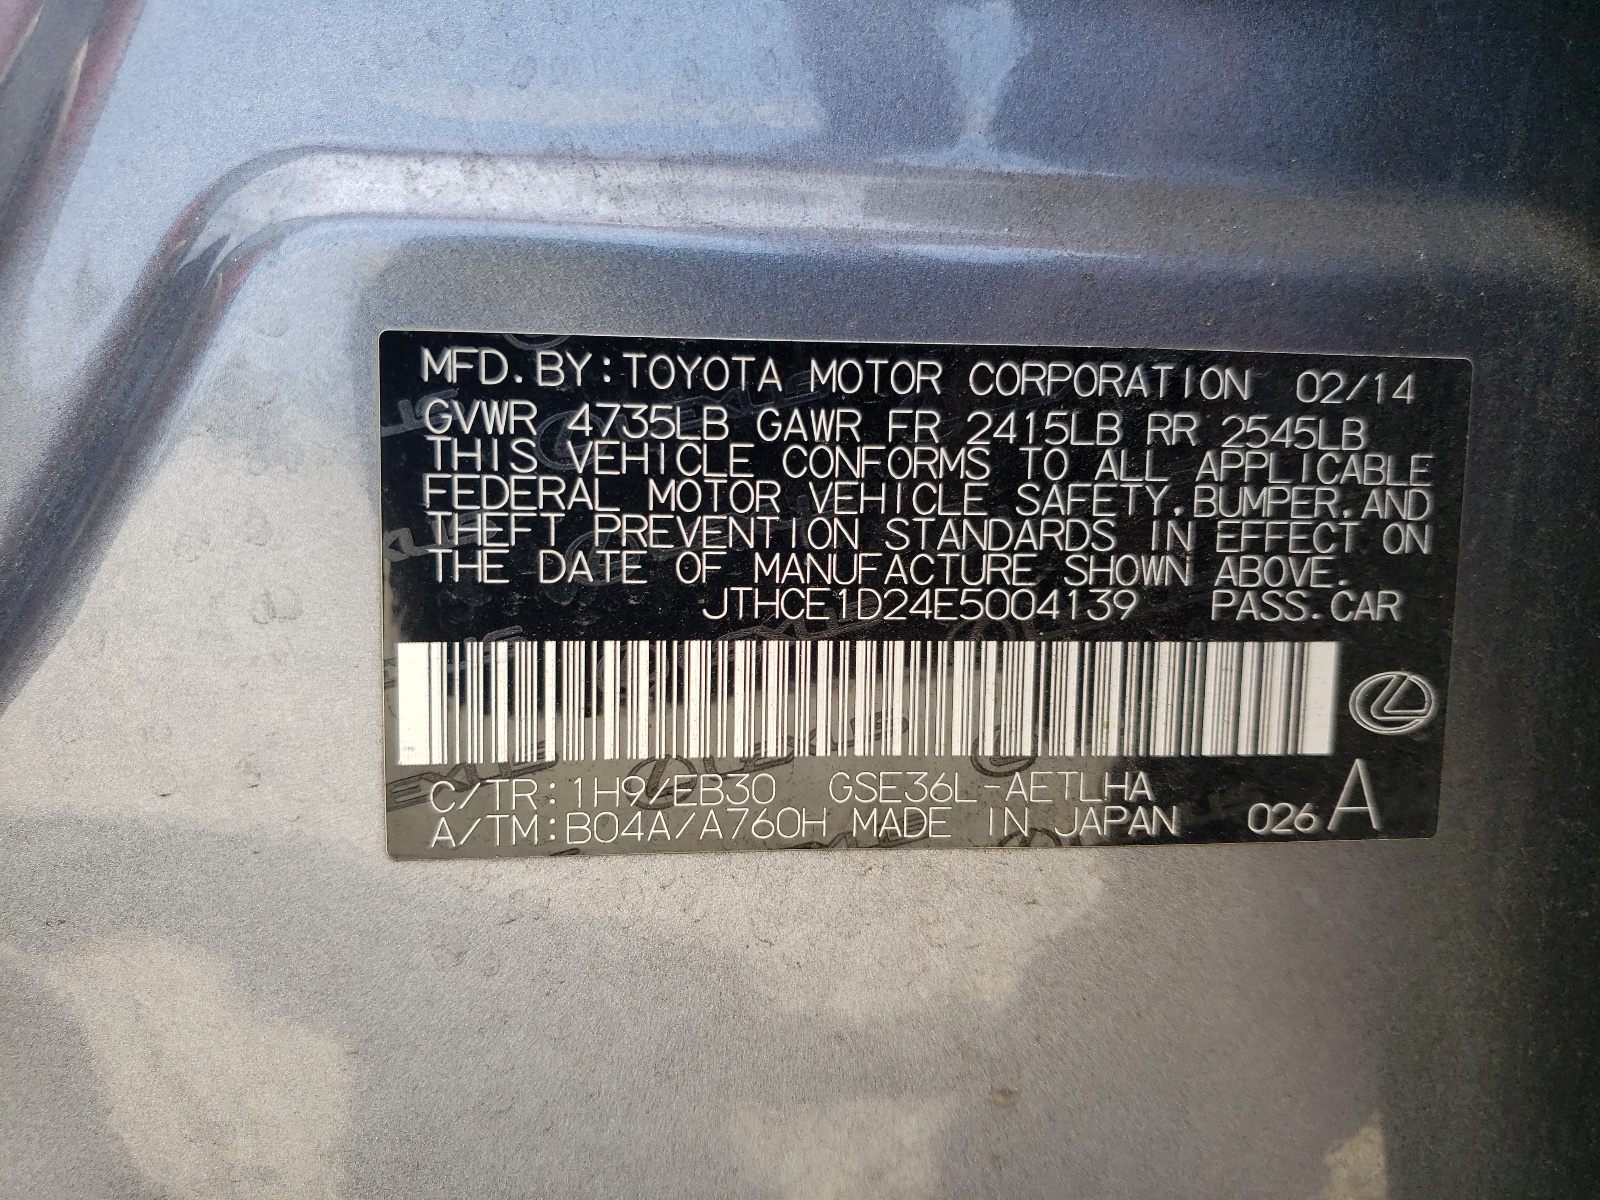 MFD. BY: TOYOTA MOTOR CORPORATION 02/14
GVWR 4735LB GAWR FR 2415LB RR 2545LB
THIS VEHICLE CONFORMS TO ALL APPLICABLE
FEDERAL MOTOR VEHICLE SAFETY, BUMPER, AND
THEFT PREVENTION STANDARDS IN EFFECT ON
THE DATE OF MANUFACTURE SHOWN ABOVE.
JTHCE1D24E5004139 PASS. CAR
C/TR: 1H9/EB30 GSE36L-AETLHA
A/TM: B04A/A760H MADE IN JAPAN 026 A